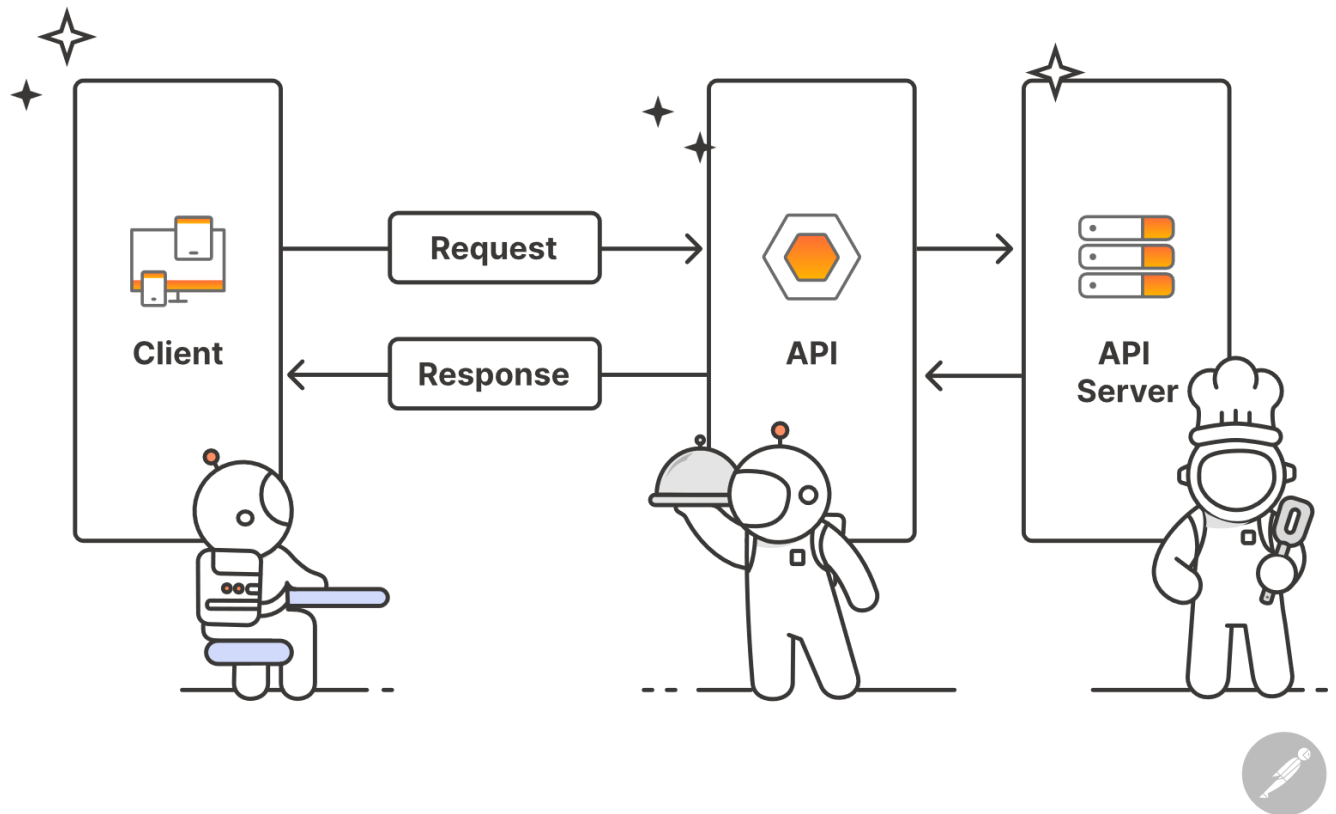 Request
Response
Client
API
API
Server